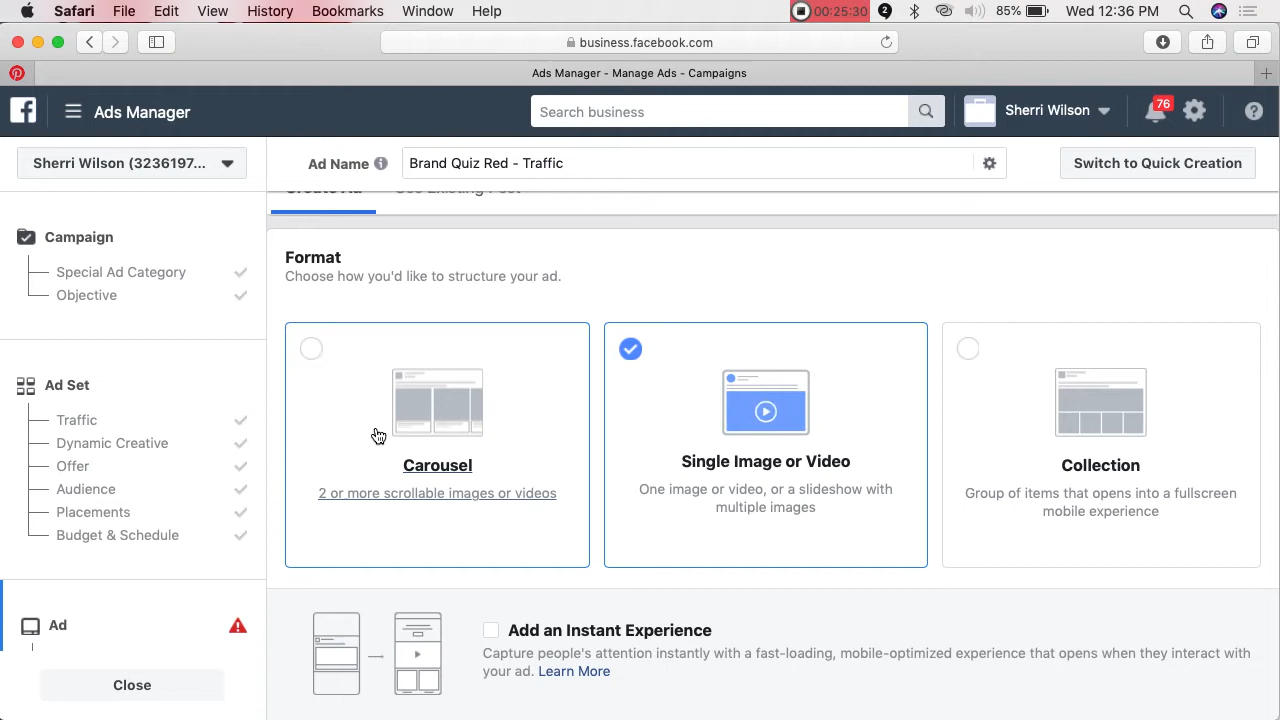 Safari File Edit View History Bookmarks Window Help 00:25:30 2 85% Wed 12:36 PM
business.facebook.com
Ads Manager - Manage Ads - Campaigns
Ads Manager Search business Sherri Wilson 76
Sherri Wilson (3236197... Ad Name Brand Quiz Red - Traffic Switch to Quick Creation
Create Ad Use Existing Post
Campaign
Special Ad Category
Objective
Ad Set
Traffic
Dynamic Creative
Offer
Audience
Placements
Budget & Schedule
Ad
Close
Format
Choose how you'd like to structure your ad.
Carousel
2 or more scrollable images or videos
Single Image or Video
One image or video, or a slideshow with
multiple images
Collection
Group of items that opens into a fullscreen
mobile experience
Add an Instant Experience
Capture people's attention instantly with a fast-loading, mobile-optimized experience that opens when they interact with
your ad. Learn More